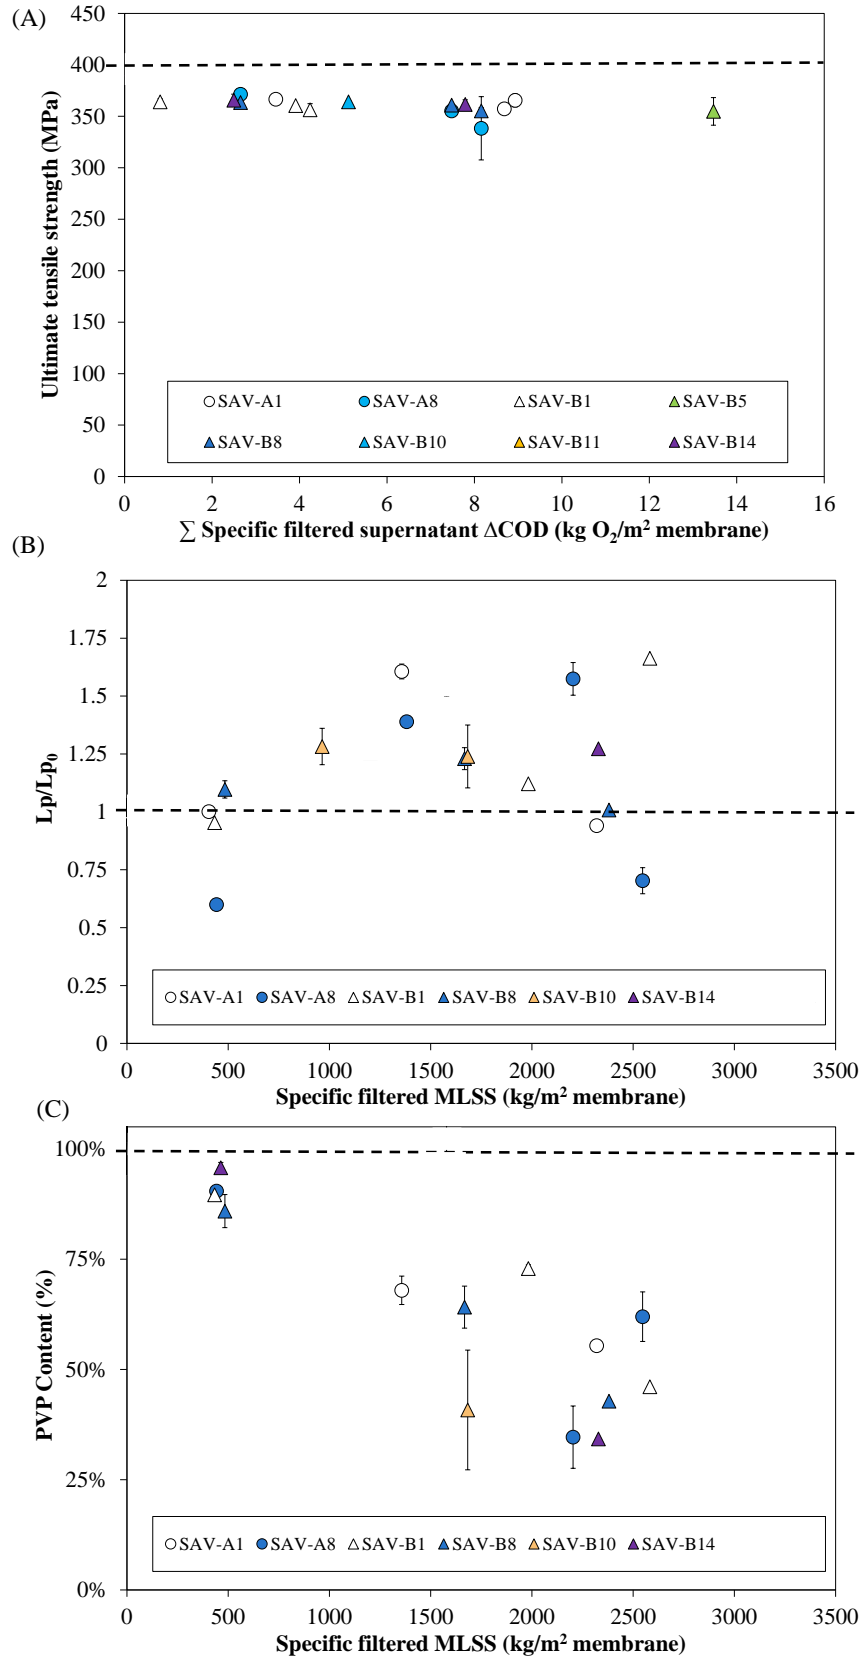 (A)
450
400
350
300
250
200
150
100
50
0
Ultimate tensile strength (MPa)
SAV-A1 SAV-A8 SAV-B1 SAV-B5
SAV-B8 SAV-B10 SAV-B11 SAV-B14
0 2 4 6 8 10 12 14 16
∑ Specific filtered supernatant ΔCOD (kg O₂/m² membrane)
(B)
2
1.75
1.5
1.25
1
0.75
0.5
0.25
0
Lp/Lp₀
SAV-A1 SAV-A8 SAV-B1 SAV-B8 SAV-B10 SAV-B14
0 500 1000 1500 2000 2500 3000 3500
Specific filtered MLSS (kg/m² membrane)
(C)
100%
75%
50%
25%
0%
PVP Content (%)
SAV-A1 SAV-A8 SAV-B1 SAV-B8 SAV-B10 SAV-B14
0 500 1000 1500 2000 2500 3000 3500
Specific filtered MLSS (kg/m² membrane)